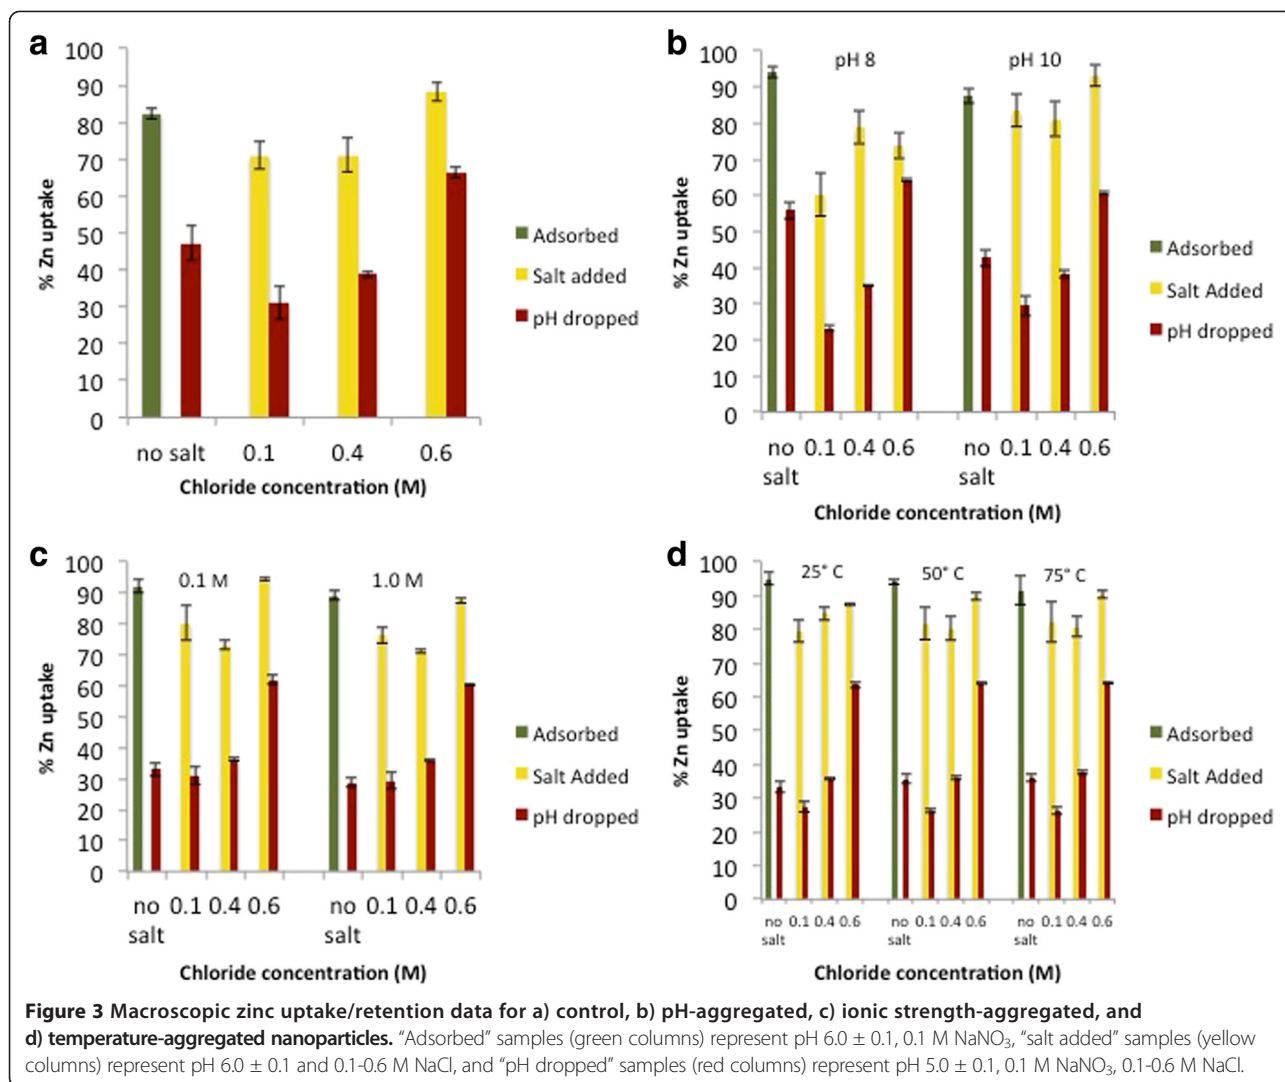 a
100
90
80
70
60
50
40
30
20
10
0
% Zn uptake
no salt 0.1 0.4 0.6
Chloride concentration (M)
Adsorbed
Salt added
pH dropped
b
pH 8 pH 10
100
90
80
70
60
50
40
30
20
10
0
% Zn uptake
no 0.1 0.4 0.6 no 0.1 0.4 0.6
salt salt
Chloride concentration (M)
Adsorbed
Salt Added
pH dropped
c
0.1 M 1.0 M
100
90
80
70
60
50
40
30
20
10
0
% Zn uptake
no 0.1 0.4 0.6 no 0.1 0.4 0.6
salt salt
Chloride concentration (M)
Adsorbed
Salt Added
pH dropped
d
25° C 50° C 75° C
100
90
80
70
60
50
40
30
20
10
0
% Zn uptake
no 0.1 0.4 0.6 no 0.1 0.4 0.6 no 0.1 0.4 0.6
salt salt salt
Chloride concentration (M)
Adsorbed
Salt Added
pH dropped
Figure 3 Macroscopic zinc uptake/retention data for a) control, b) pH-aggregated, c) ionic strength-aggregated, and
d) temperature-aggregated nanoparticles. “Adsorbed” samples (green columns) represent pH 6.0 ± 0.1, 0.1 M NaNO₃, “salt added” samples (yellow
columns) represent pH 6.0 ± 0.1 and 0.1-0.6 M NaCl, and “pH dropped” samples (red columns) represent pH 5.0 ± 0.1, 0.1 M NaNO₃, 0.1-0.6 M NaCl.